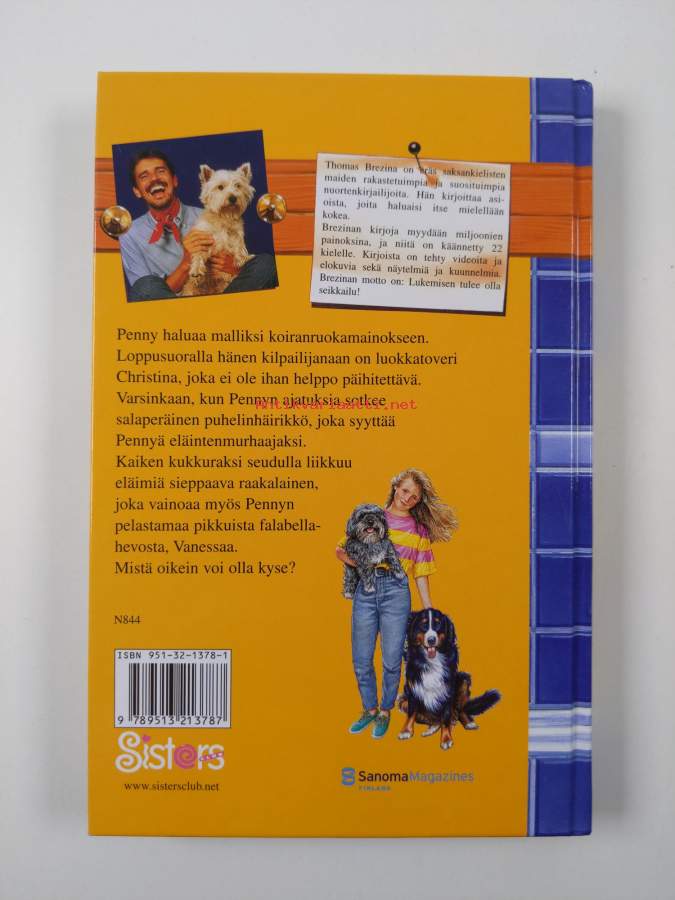 Thomas Brezina on eräs saksankielisten
maiden rakastetuimpia ja suosituimpia
nuortenkirjailijoita. Hän kirjoittaa asi-
oista, joita haluaisi itse mielellään
kokea.
Brezinan kirjoja myydään miljoonien
painoksina, ja niitä on käännetty 22
kielelle. Kirjoista on tehty videoita ja
elokuvia sekä näytelmiä ja kuunnelmia.
Brezinan motto on: Lukemisen tulee olla
seikkailu!
Penny haluaa malliksi koiranruokamainokseen.
Loppusuoralla hänen kilpailijanaan on luokkatoveri
Christina, joka ei ole ihan helppo päihitettävä.
Varsinkaan, kun Pennyn ajatuksia sotkee
antikvariaatti.net
salaperäinen puhelinhäirikkö, joka syyttää
Pennyä eläintenmurhaajaksi.
Kaiken kukkuraksi seudulla liikkuu
eläimiä sieppaava raakalainen,
joka vainoaa myös Pennyn
pelastamaa pikkuista falabella-
hevosta, Vanessaa.
Mistä oikein voi olla kyse?
N844
ISBN 951-32-1378-1
9 789513 213787
Sisters
www.sistersclub.net
SanomaMagazines
FINLAND